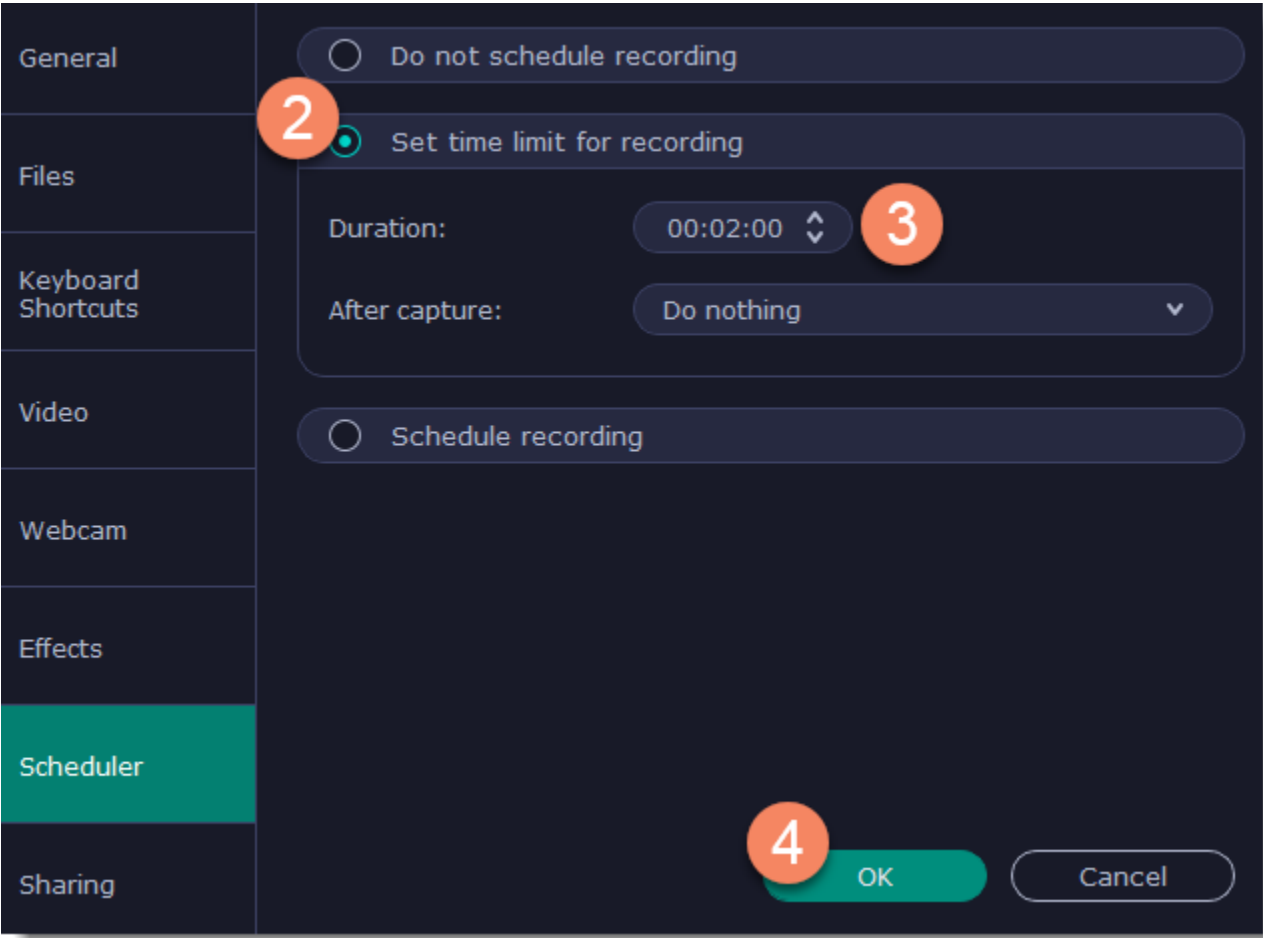 General
Files
Keyboard
Shortcuts
Video
Webcam
Effects
Scheduler
Sharing
Do not schedule recording
2
Set time limit for recording
Duration: 00:02:00 3
After capture: Do nothing
Schedule recording
4
OK Cancel